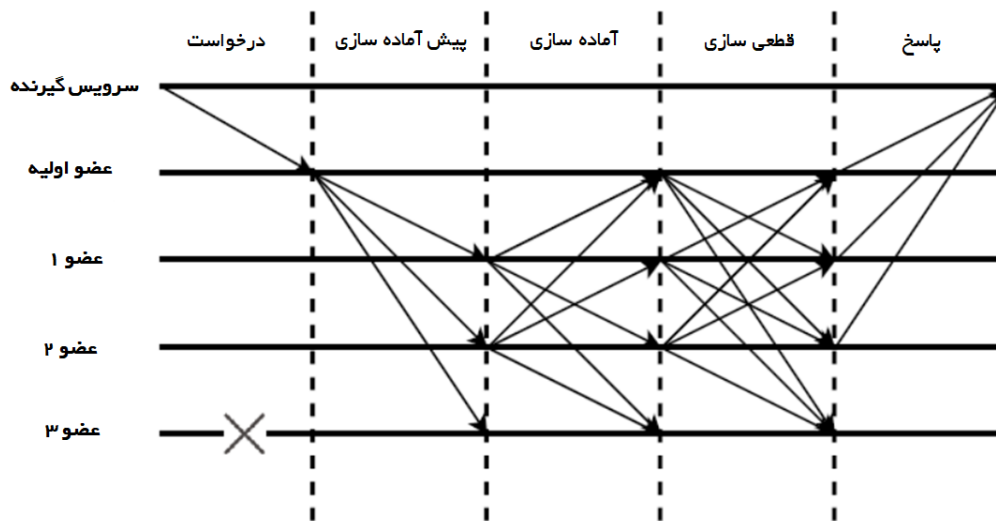 درخواست
پیش آماده سازی
آماده سازی
قطعی سازی
پاسخ
سرویس گیرنده
عضو اولیه
عضو ۱
عضو ۲
عضو ۳